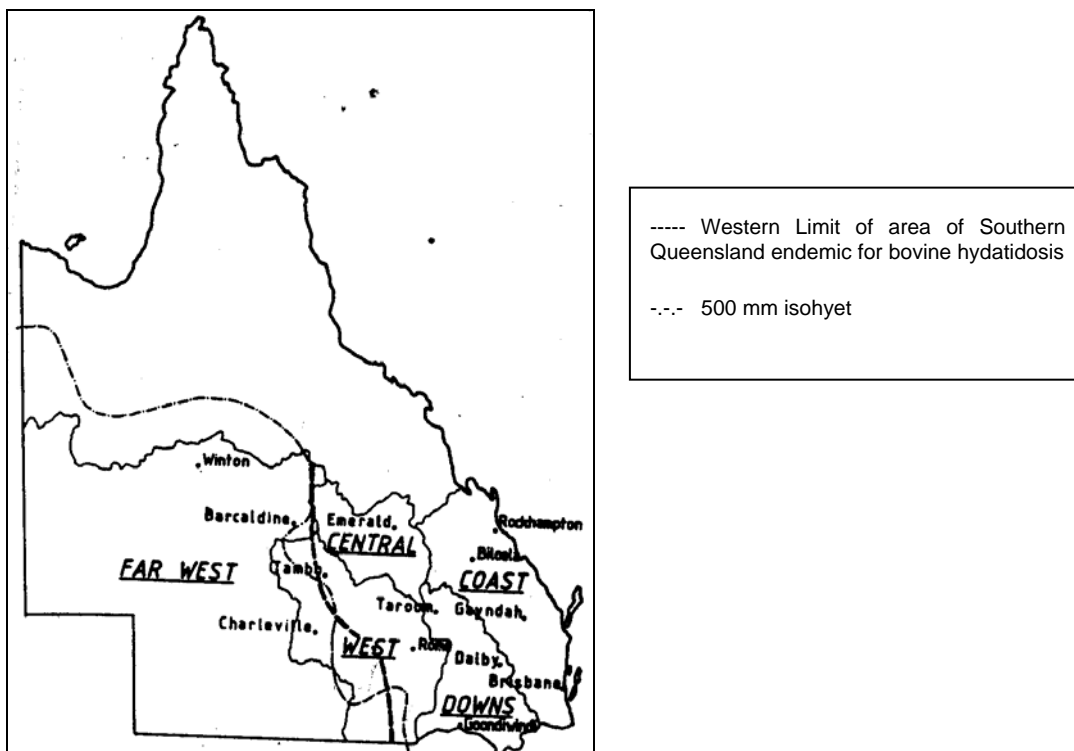 Winton
Barcaldine
Emerald
CENTRAL
Rockhampton
Biloela
COAST
FAR WEST
Tambo
Taroom
Gayndah
Charleville
WEST
Roma
Dalby
Brisbane
DOWNS
Goondiwindi
----- Western Limit of area of Southern
Queensland endemic for bovine hydatidosis
-.-.- 500 mm isohyet